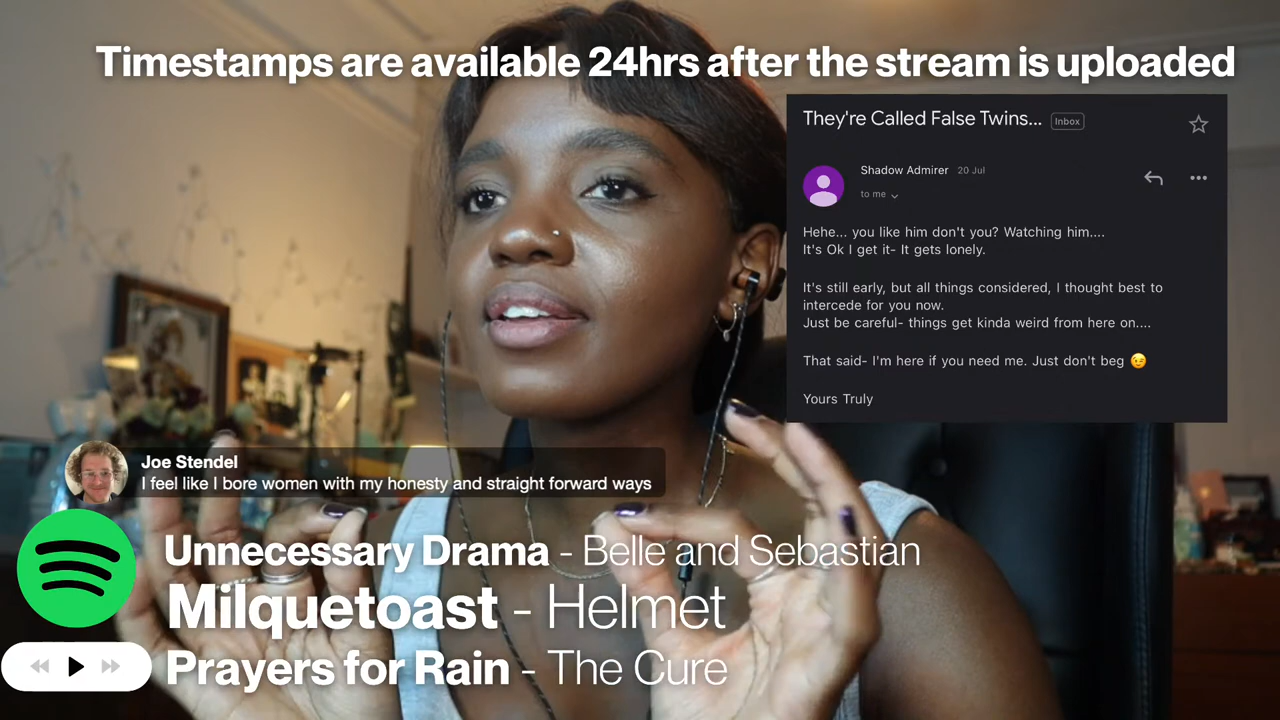 Timestamps are available 24hrs after the stream is uploaded
They're Called False Twins... Inbox
Shadow Admirer 20 Jul
to me
Hehe... you like him don't you? Watching him....
It's Ok I get it- It gets lonely.
It's still early, but all things considered, I thought best to
intercede for you now.
Just be careful- things get kinda weird from here on....
That said- I'm here if you need me. Just don't beg 😉
Yours Truly
Joe Stendel
I feel like I bore women with my honesty and straight forward ways
Unnecessary Drama - Belle and Sebastian
Milquetoast - Helmet
Prayers for Rain - The Cure